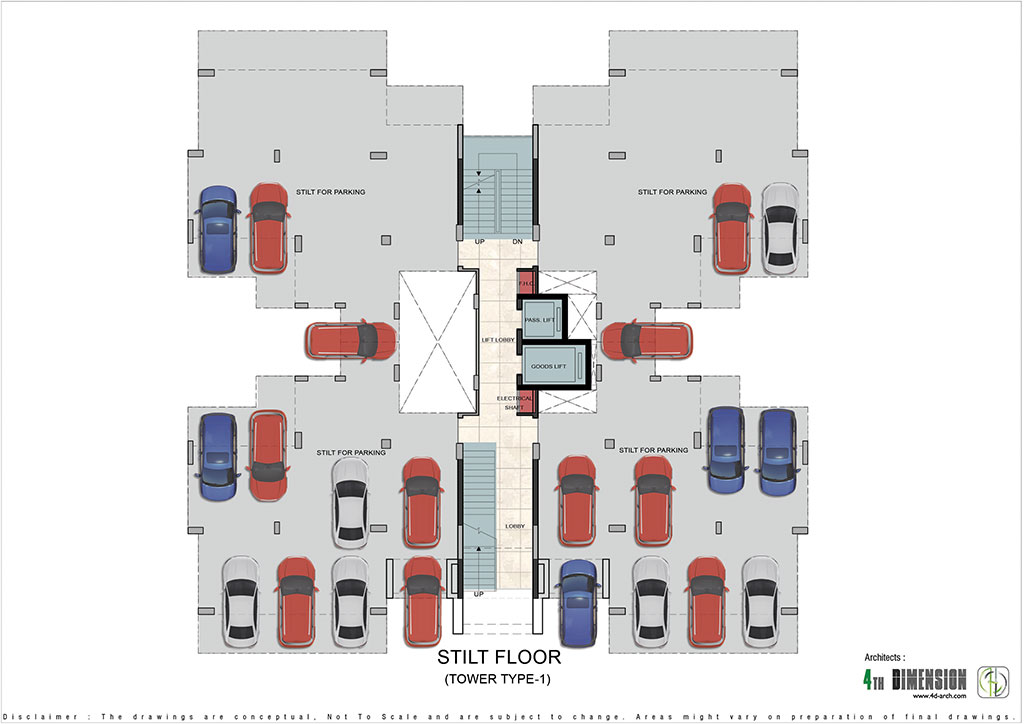 STILT FOR PARKING
STILT FOR PARKING
UP
DN
F.H.C
PASS. LIFT
LIFT LOBBY
GOODS LIFT
ELECTRICAL
SHAFT
STILT FOR PARKING
STILT FOR PARKING
LOBBY
UP
STILT FLOOR
(TOWER TYPE-1)
Architects :
4TH DIMENSION
www.4d-arch.com
Disclaimer : The drawings are conceptual, Not To Scale and are subject to change. Areas might vary on preparation of final drawings.